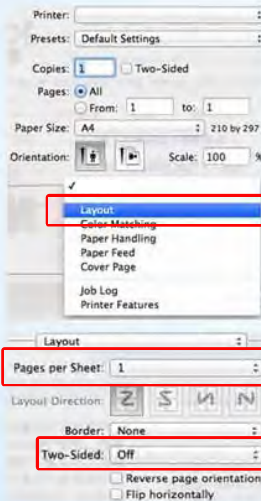 Printer:
Presets: Default Settings
Copies: 1 Two-Sided
Pages: All
From: 1 to: 1
Paper Size: A4 210 by 297
Orientation: Scale: 100 %
Layout
Color Matching
Paper Handling
Paper Feed
Cover Page
Job Log
Printer Features
Layout
Pages per Sheet: 1
Layout Direction:
Border: None
Two-Sided: Off
Reverse page orientation
Flip horizontally